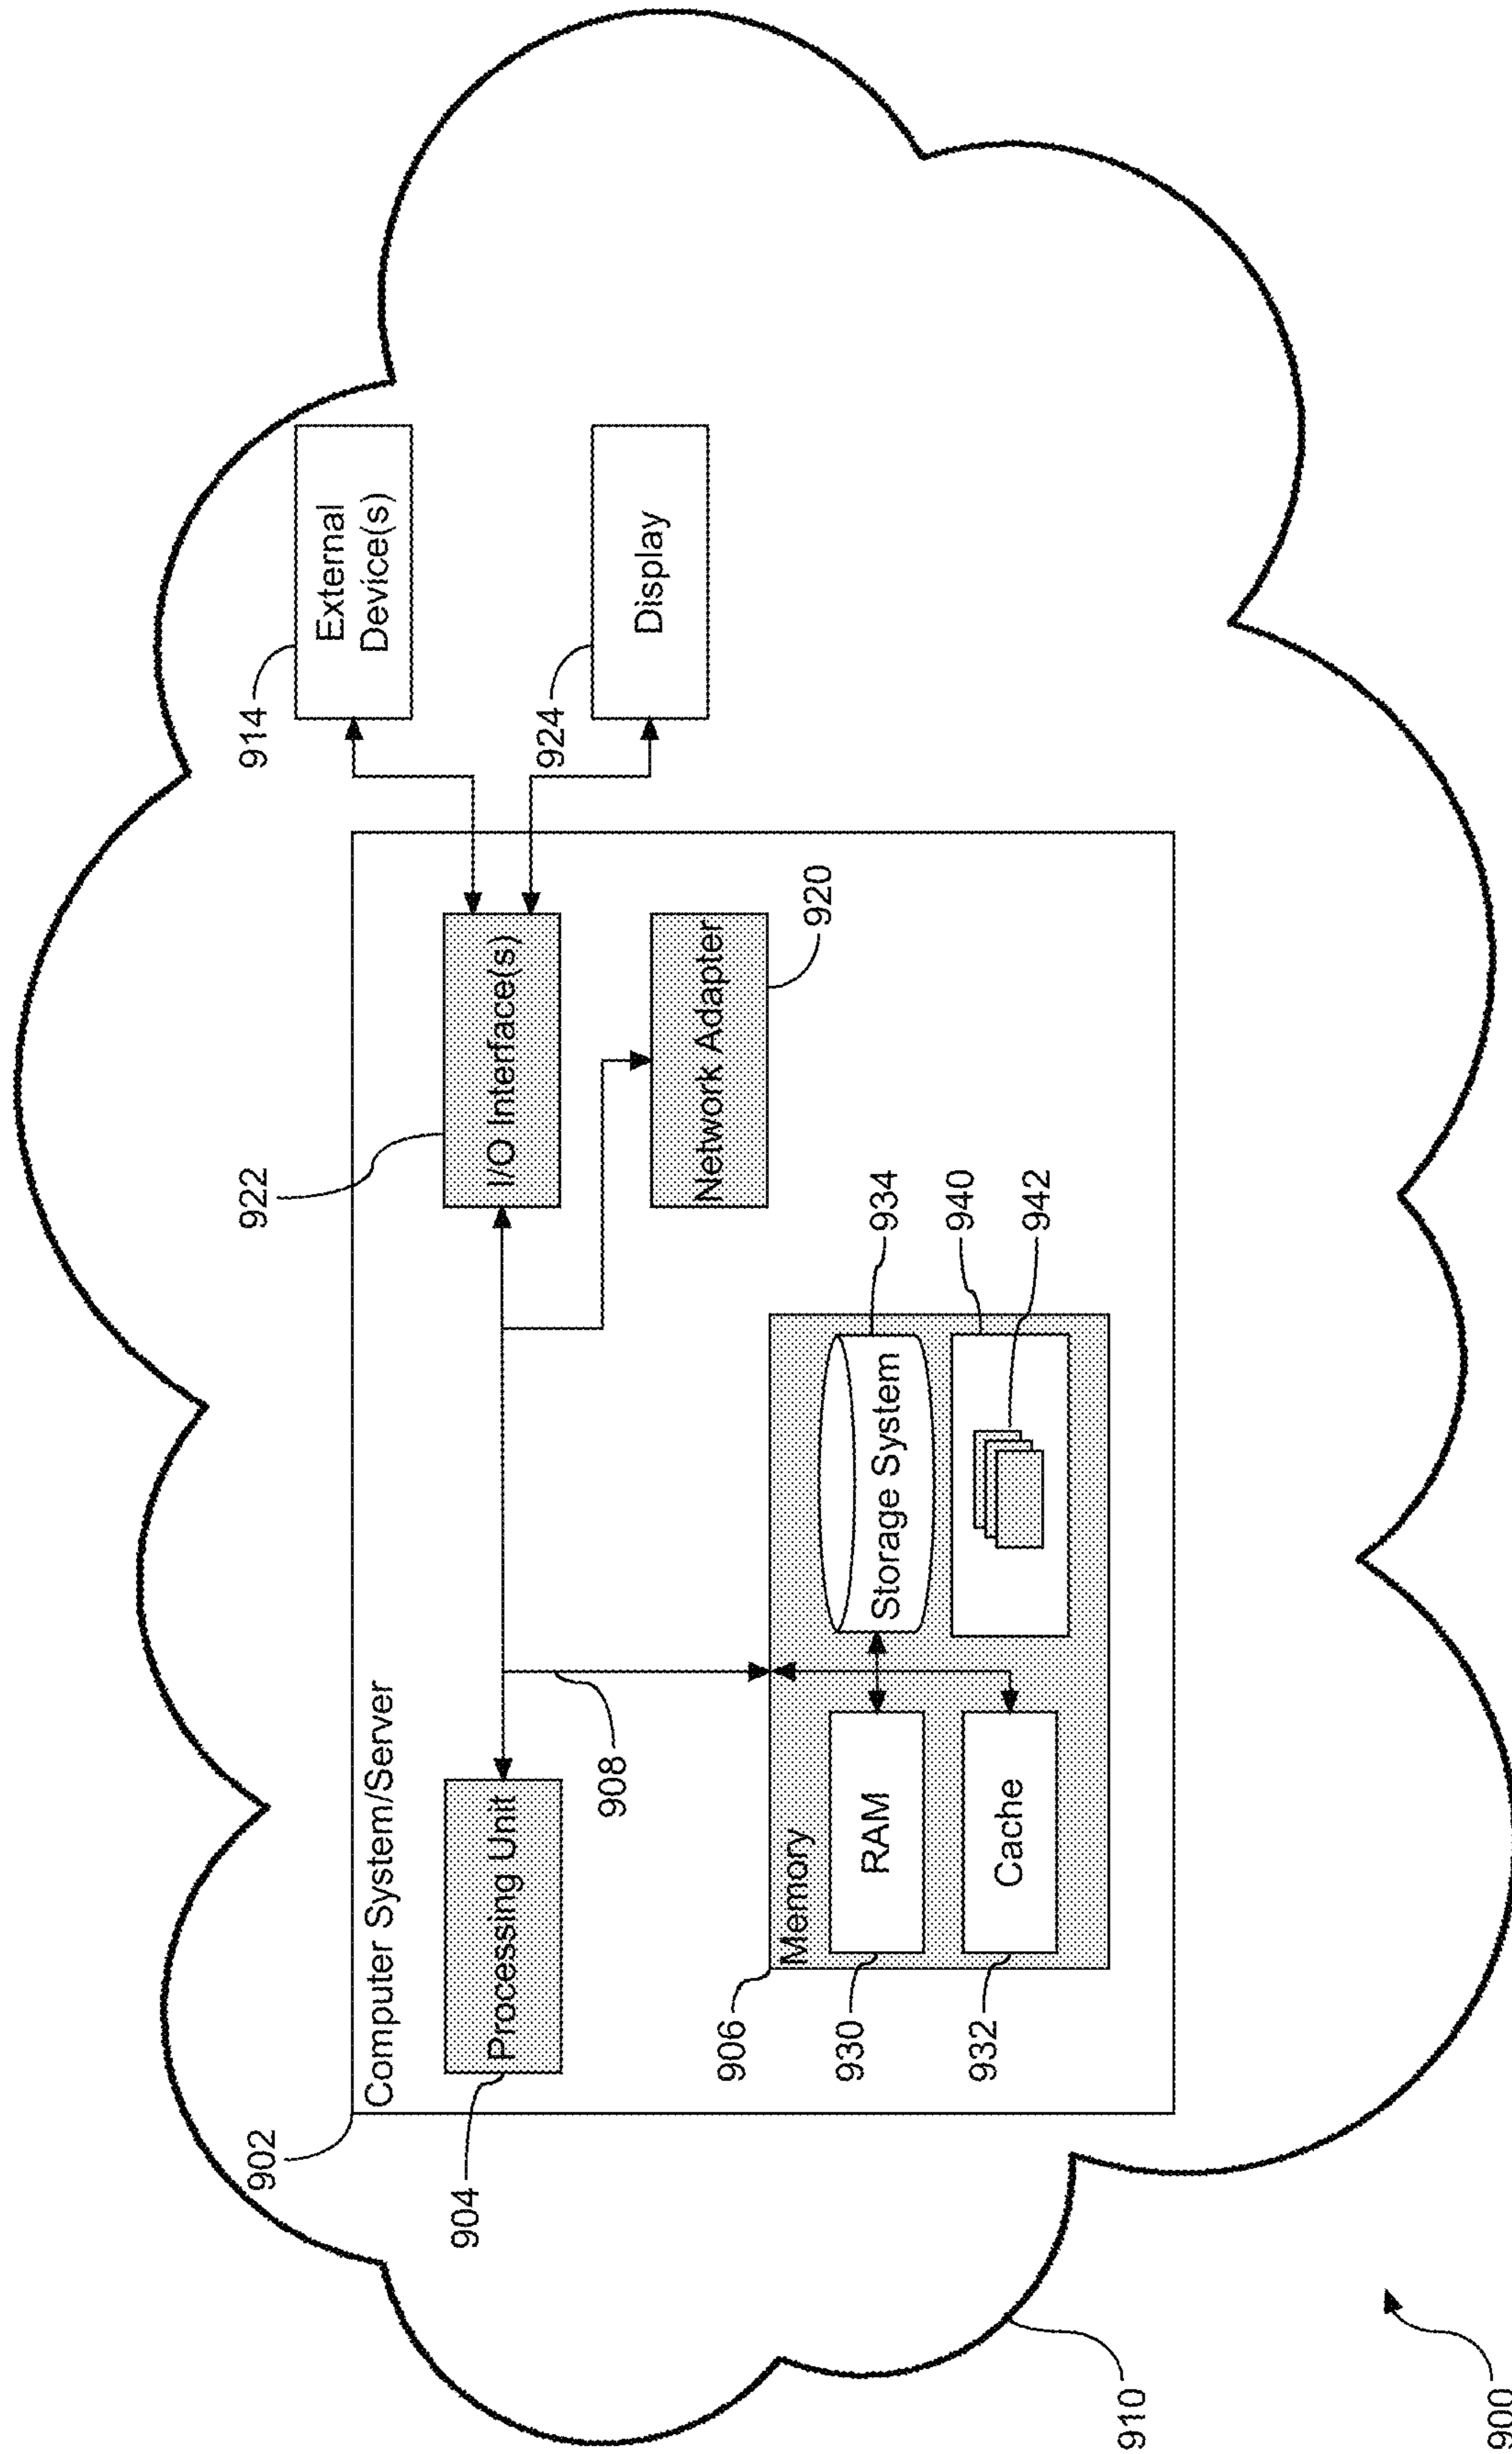 902
Computer System/Server
904
Processing Unit
922
I/O Interface(s)
914
External
Device(s)
908
924
Display
Network Adapter
920
906
Memory
930
RAM
Storage System
934
932
Cache
940
942
910
900